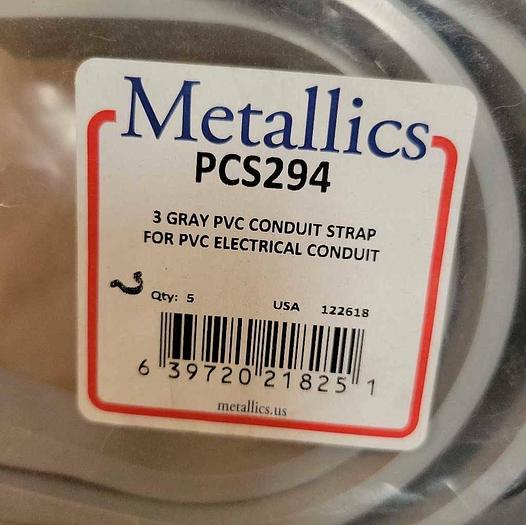 Metallics
PCS294
3 GRAY PVC CONDUIT STRAP
FOR PVC ELECTRICAL CONDUIT
Qty: 5 USA 122618
6 39720 21825 1
metallics.us